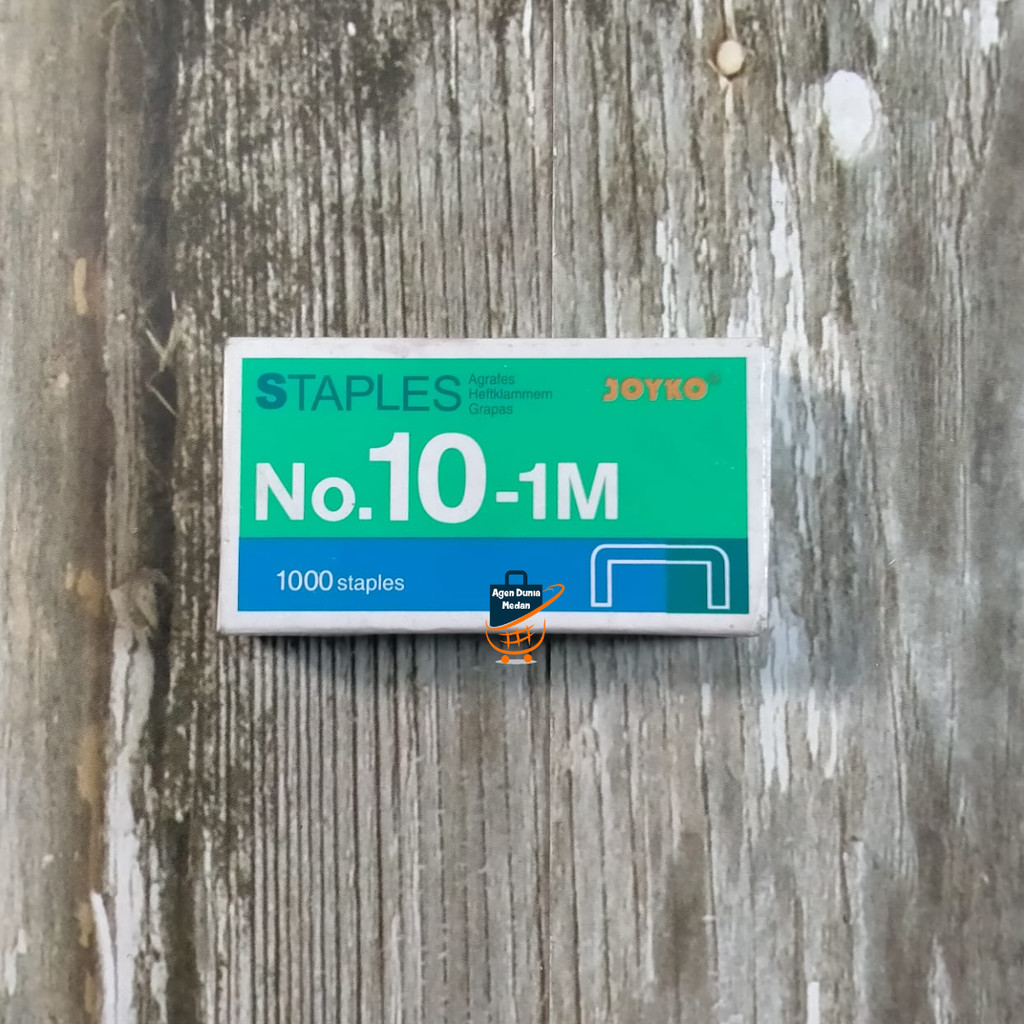 STAPLES
Agrafes
Heftklammern
Grapas
JOYKO®
No.10-1M
1000 staples
Agen Dunia
Medan